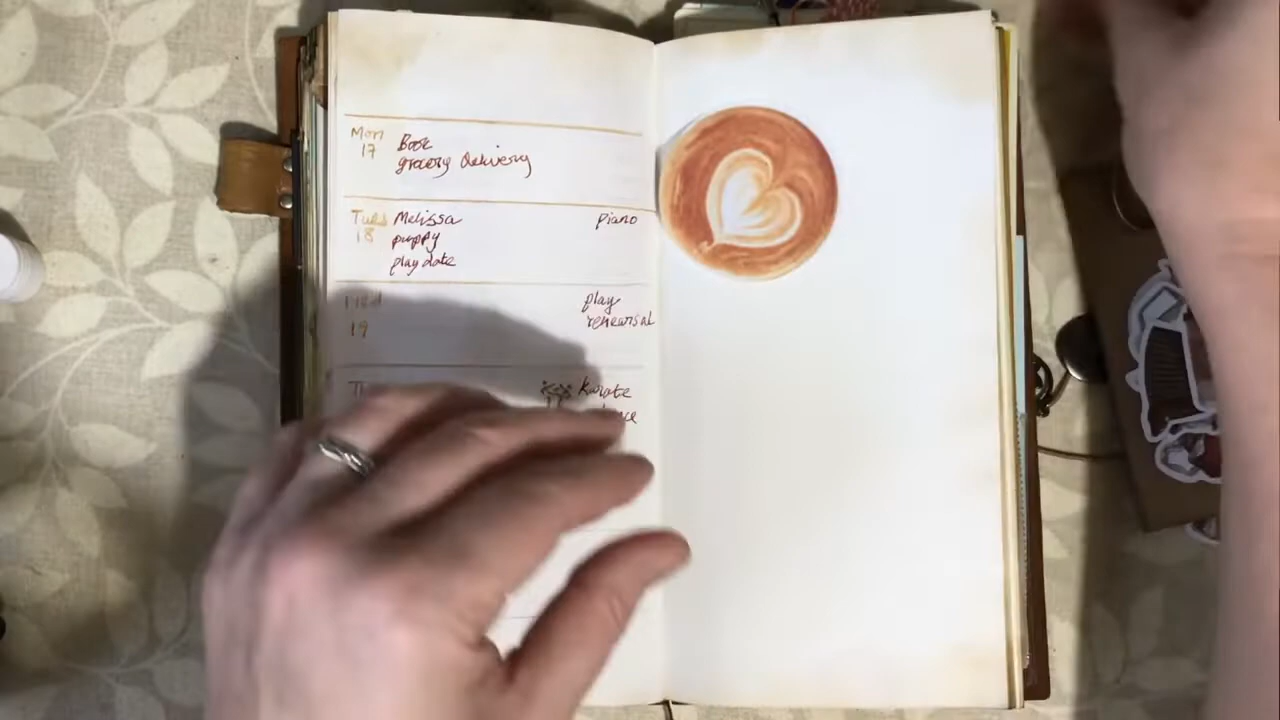 Mon
17
Book
grocery Delivery
Tues
18
Melissa
puppy
play date
piano
19
play
rehearsal
Karate